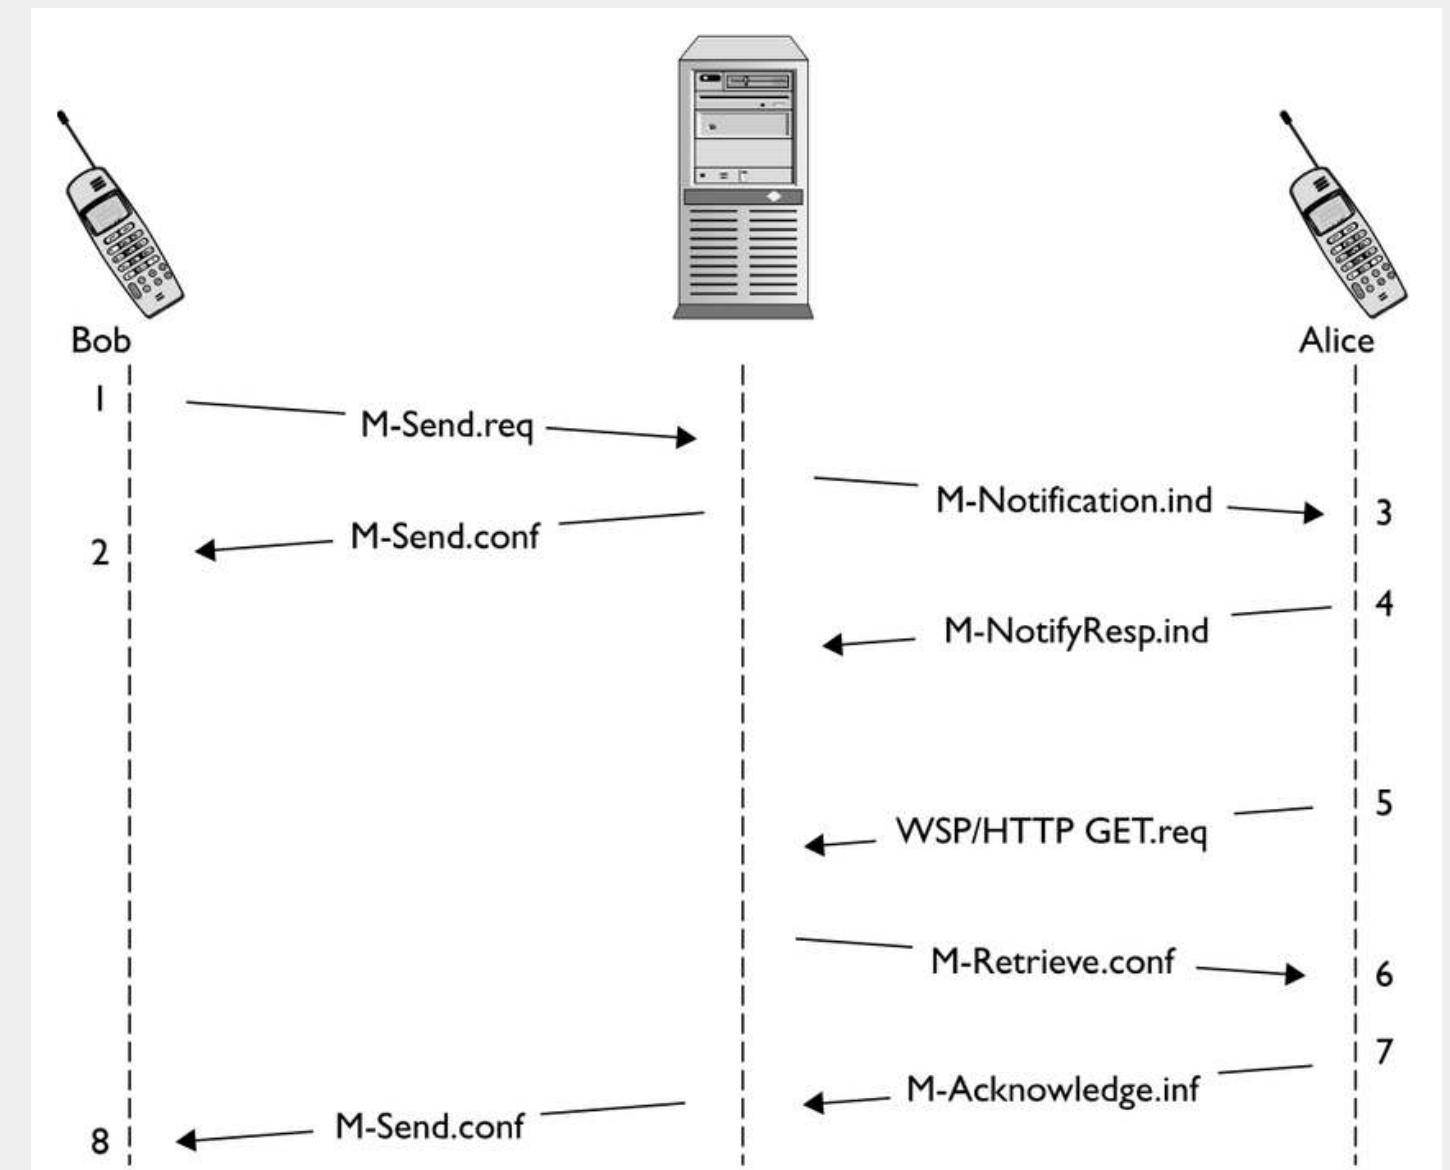 Bob
Alice
1
M-Send.req
M-Notification.ind
3
M-Send.conf
2
4
M-NotifyResp.ind
5
WSP/HTTP GET.req
M-Retrieve.conf
6
7
M-Acknowledge.inf
M-Send.conf
8